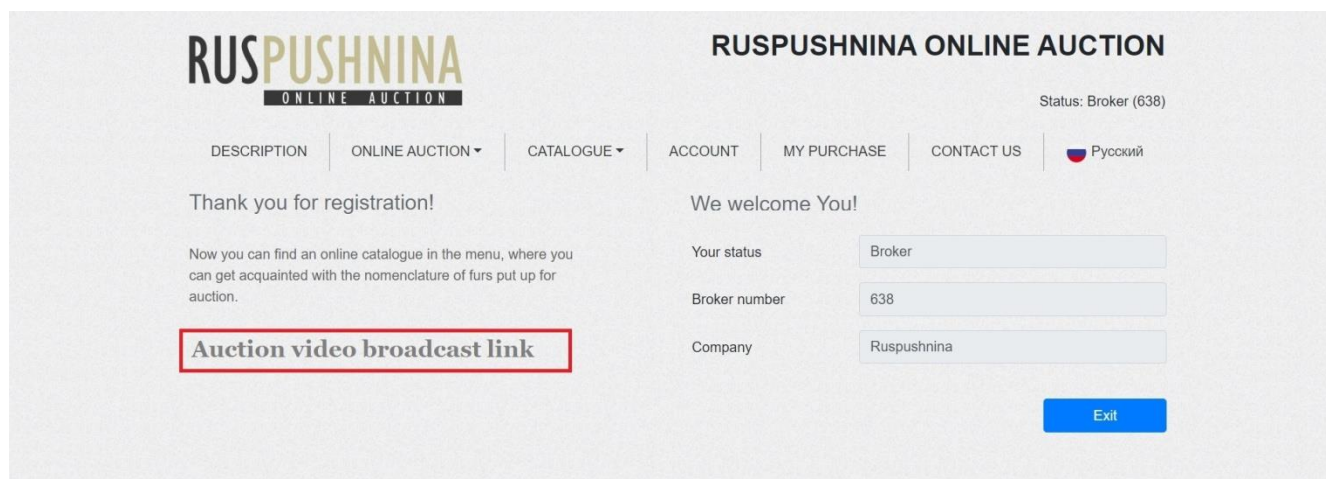 RUSPUSHNINA
ONLINE AUCTION
RUSPUSHNINA ONLINE AUCTION
Status: Broker (638)
DESCRIPTION
ONLINE AUCTION
CATALOGUE
ACCOUNT
MY PURCHASE
CONTACT US
Русский
Thank you for registration!
Now you can find an online catalogue in the menu, where you
can get acquainted with the nomenclature of furs put up for
auction.
Auction video broadcast link
We welcome You!
Your status
Broker
Broker number
638
Company
Ruspushnina
Exit